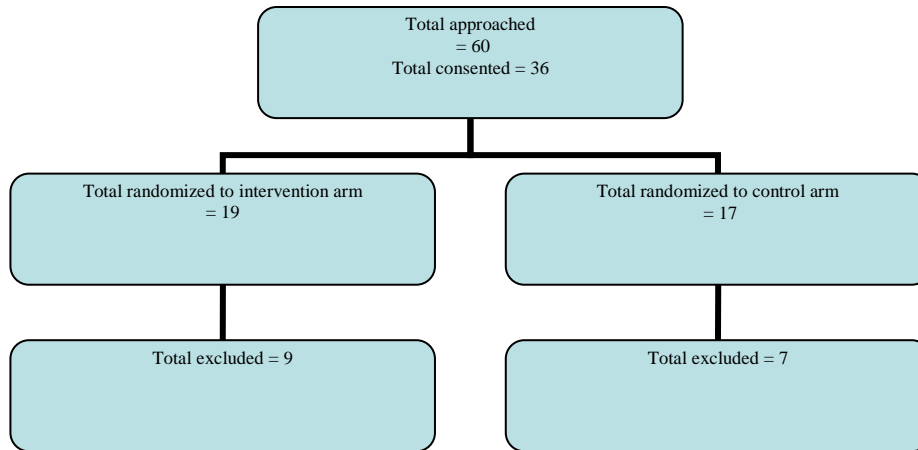 Total approached
= 60
Total consented = 36
Total randomized to intervention arm
= 19
Total randomized to control arm
= 17
Total excluded = 9
Total excluded = 7